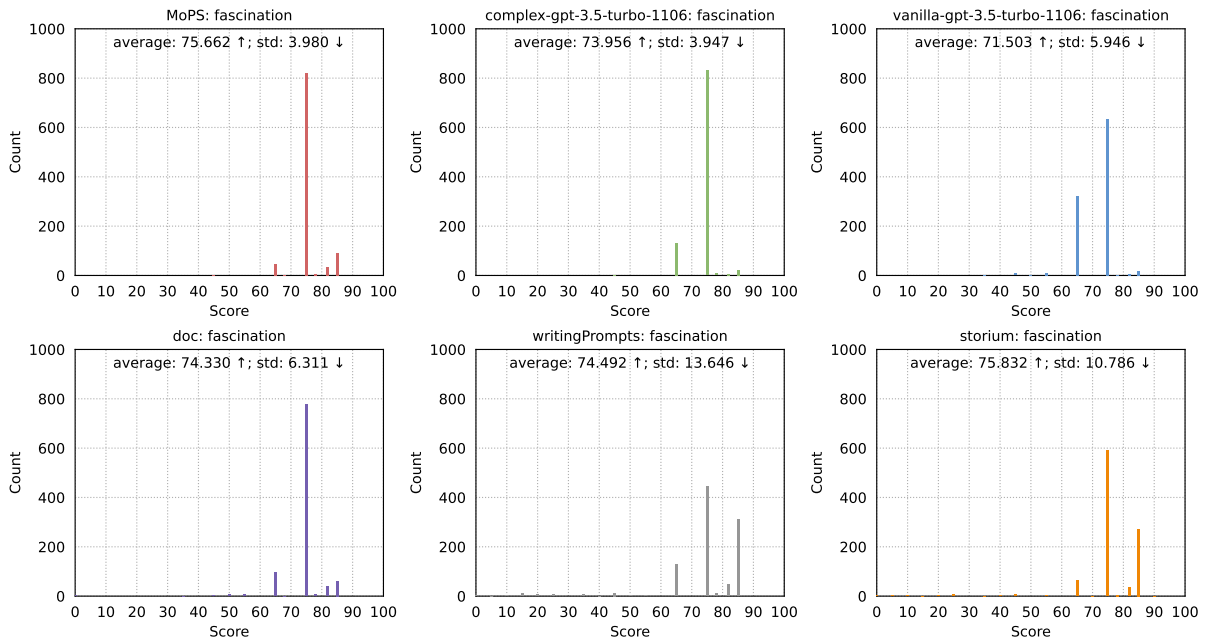 MoPS: fascination
average: 75.662 ↑; std: 3.980 ↓
1000
800
600
400
200
0
Count
0 10 20 30 40 50 60 70 80 90 100
Score
complex-gpt-3.5-turbo-1106: fascination
average: 73.956 ↑; std: 3.947 ↓
1000
800
600
400
200
0
Count
0 10 20 30 40 50 60 70 80 90 100
Score
vanilla-gpt-3.5-turbo-1106: fascination
average: 71.503 ↑; std: 5.946 ↓
1000
800
600
400
200
0
Count
0 10 20 30 40 50 60 70 80 90 100
Score
doc: fascination
average: 74.330 ↑; std: 6.311 ↓
1000
800
600
400
200
0
Count
0 10 20 30 40 50 60 70 80 90 100
Score
writingPrompts: fascination
average: 74.492 ↑; std: 13.646 ↓
1000
800
600
400
200
0
Count
0 10 20 30 40 50 60 70 80 90 100
Score
storium: fascination
average: 75.832 ↑; std: 10.786 ↓
1000
800
600
400
200
0
Count
0 10 20 30 40 50 60 70 80 90 100
Score